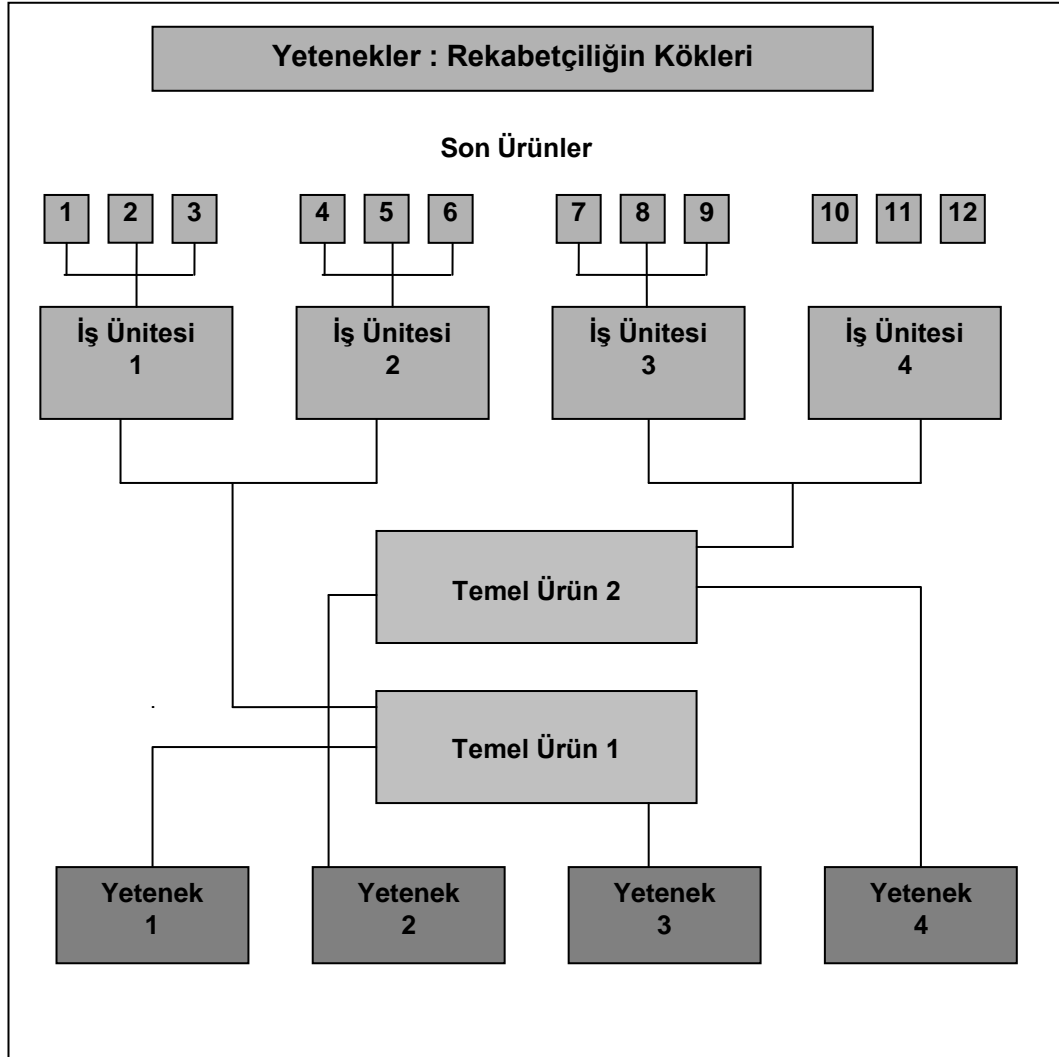 Yetenekler : Rekabetçiliğin Kökleri
Son Ürünler
1 2 3 4 5 6 7 8 9 10 11 12
İş Ünitesi
1
İş Ünitesi
2
İş Ünitesi
3
İş Ünitesi
4
Temel Ürün 2
Temel Ürün 1
Yetenek
1
Yetenek
2
Yetenek
3
Yetenek
4